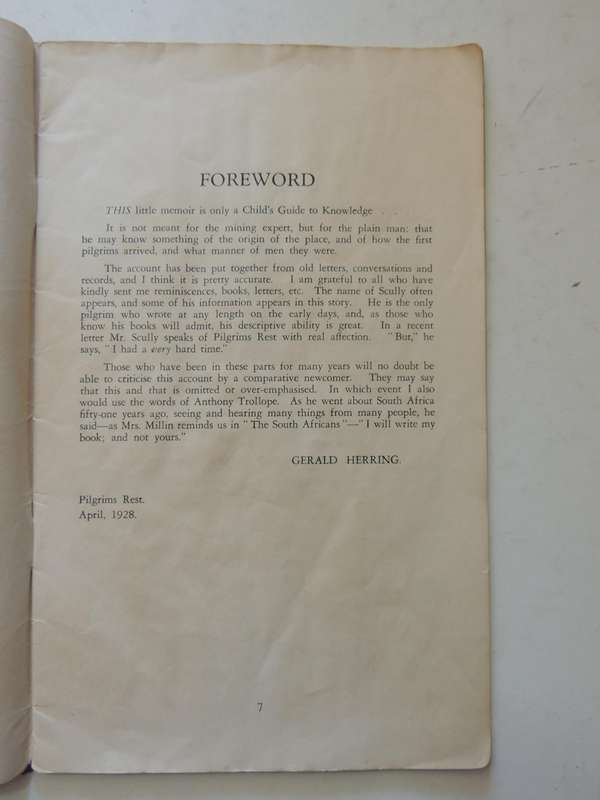 FOREWORD
THIS little memoir is only a Child's Guide to Knowledge . . .
It is not meant for the mining expert, but for the plain man: that
he may know something of the origin of the place, and of how the first
pilgrims arrived, and what manner of men they were.
The account has been put together from old letters, conversations and
records, and I think it is pretty accurate. I am grateful to all who have
kindly sent me reminiscences, books, letters, etc. The name of Scully often
appears, and some of his information appears in this story. He is the only
pilgrim who wrote at any length on the early days, and, as those who
know his books will admit, his descriptive ability is great. In a recent
letter Mr. Scully speaks of Pilgrims Rest with real affection. "But," he
says, "I had a very hard time."
Those who have been in these parts for many years will no doubt be
able to criticise this account by a comparative newcomer. They may say
that this and that is omitted or over-emphasised. In which event I also
would use the words of Anthony Trollope. As he went about South Africa
fifty-one years ago, seeing and hearing many things from many people, he
said—as Mrs. Millin reminds us in "The South Africans"—"I will write my
book; and not yours."
GERALD HERRING.
Pilgrims Rest.
April, 1928.
7